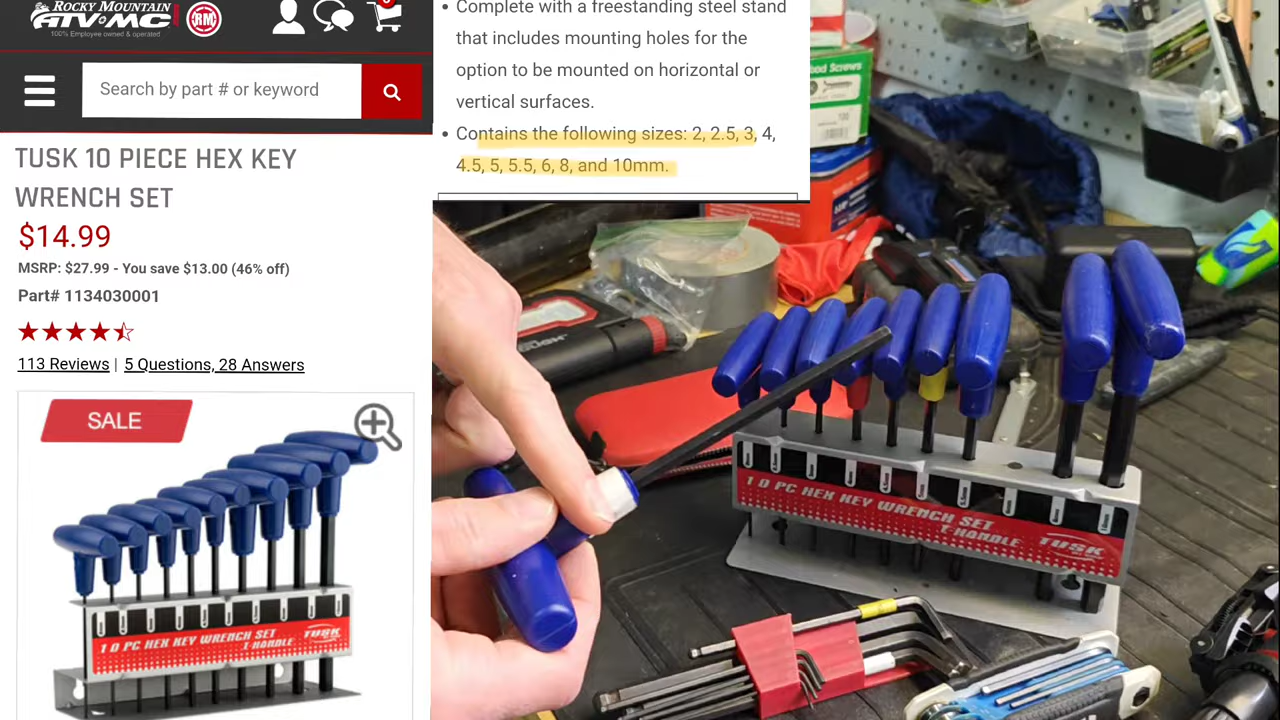 ROCKY MOUNTAIN
ATV MC
RM
100% Employee owned & operated
Search by part # or keyword
TUSK 10 PIECE HEX KEY
WRENCH SET
$14.99
MSRP: $27.99 - You save $13.00 (46% off)
Part# 1134030001
113 Reviews | 5 Questions, 28 Answers
SALE
10 PC HEX KEY WRENCH SET
T-HANDLE
TUSK
• Complete with a freestanding steel stand
that includes mounting holes for the
option to be mounted on horizontal or
vertical surfaces.
• Contains the following sizes: 2, 2.5, 3, 4,
4.5, 5, 5.5, 6, 8, and 10mm.
10 PC HEX KEY WRENCH SET
T-HANDLE
TUSK